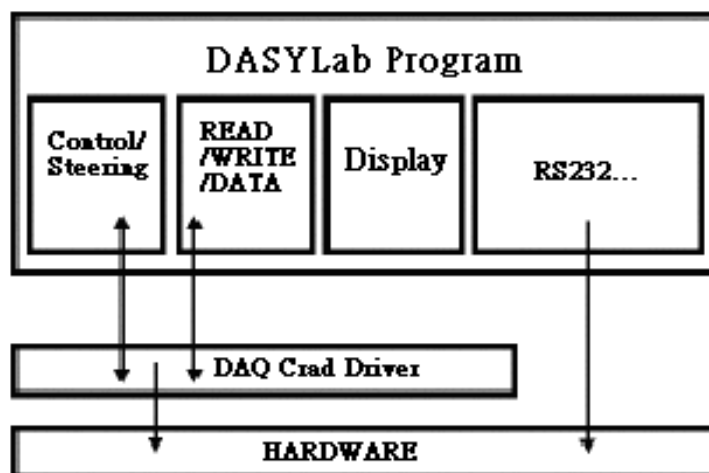 DASYLab Program
Control/
Steering
READ
/WRITE
/DATA
Display
RS232...
DAQ Crad Driver
HARDWARE